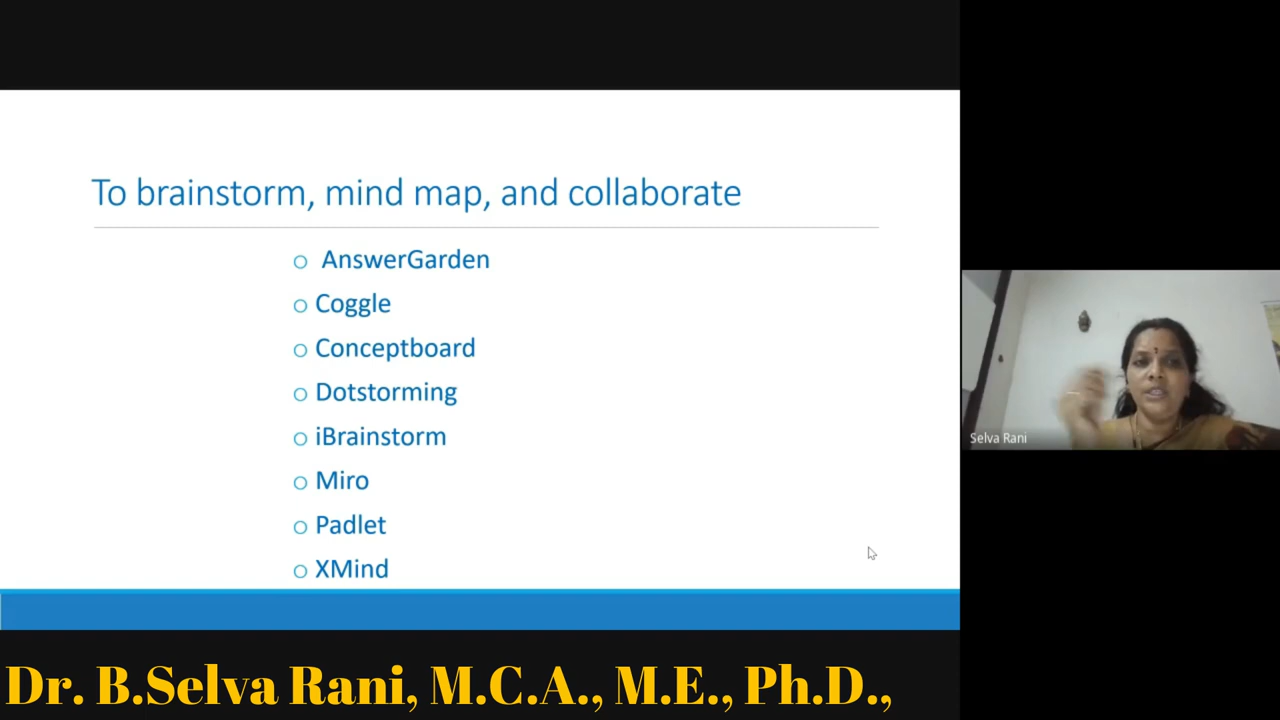 To brainstorm, mind map, and collaborate
o AnswerGarden
o Coggle
o Conceptboard
o Dotstorming
o iBrainstorm
o Miro
o Padlet
o XMind
Selva Rani
Dr. B.Selva Rani, M.C.A., M.E., Ph.D.,